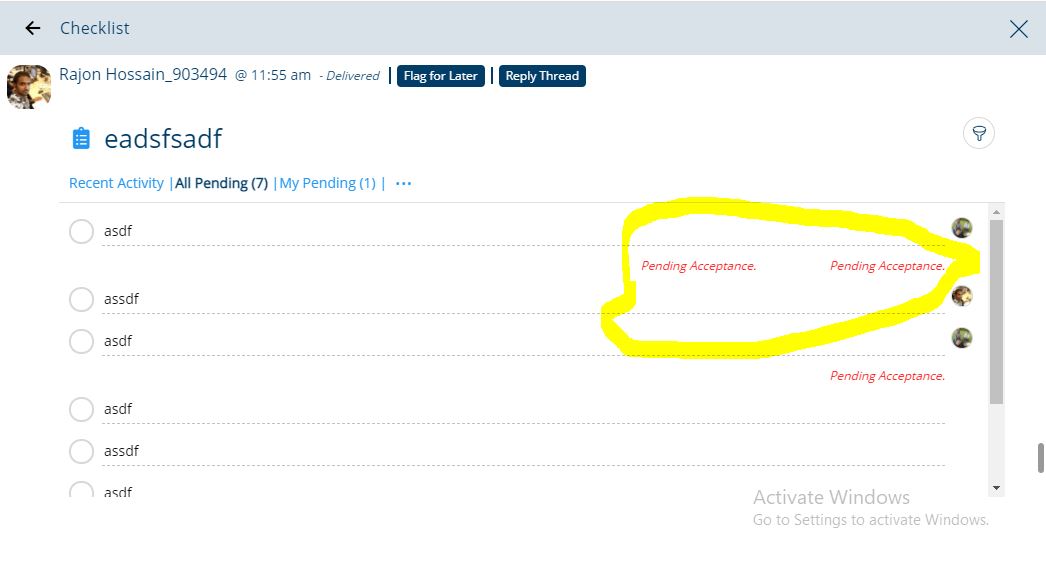 Checklist
Rajon Hossain_903494 @ 11:55 am - Delivered | Flag for Later | Reply Thread
eadsfsadf
Recent Activity | All Pending (7) | My Pending (1) | ...
asdf
Pending Acceptance. Pending Acceptance.
assdf
asdf
Pending Acceptance.
asdf
assdf
asdf
Activate Windows
Go to Settings to activate Windows.